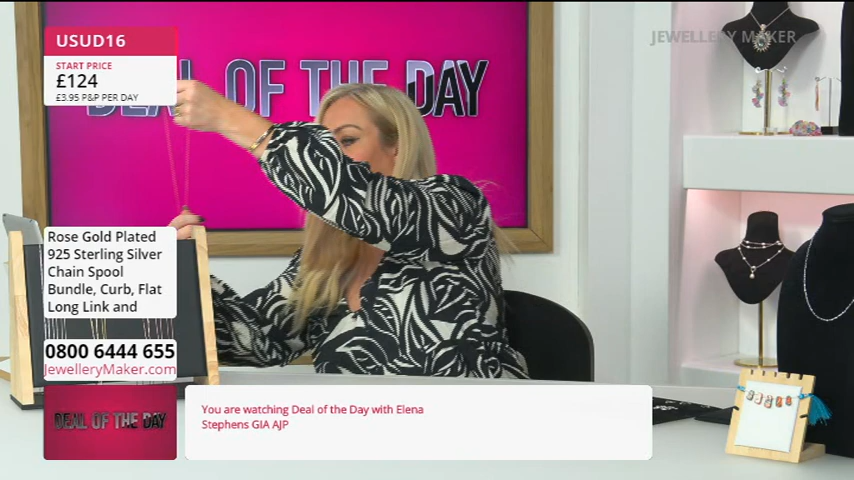 USUD16
JEWELLERY MAKER
START PRICE
£124
£3.95 P&P PER DAY
DEAL OF THE DAY
Rose Gold Plated
925 Sterling Silver
Chain Spool
Bundle, Curb, Flat
Long Link and
0800 6444 655
JewelleryMaker.com
DEAL OF THE DAY
You are watching Deal of the Day with Elena
Stephens GIA AJP